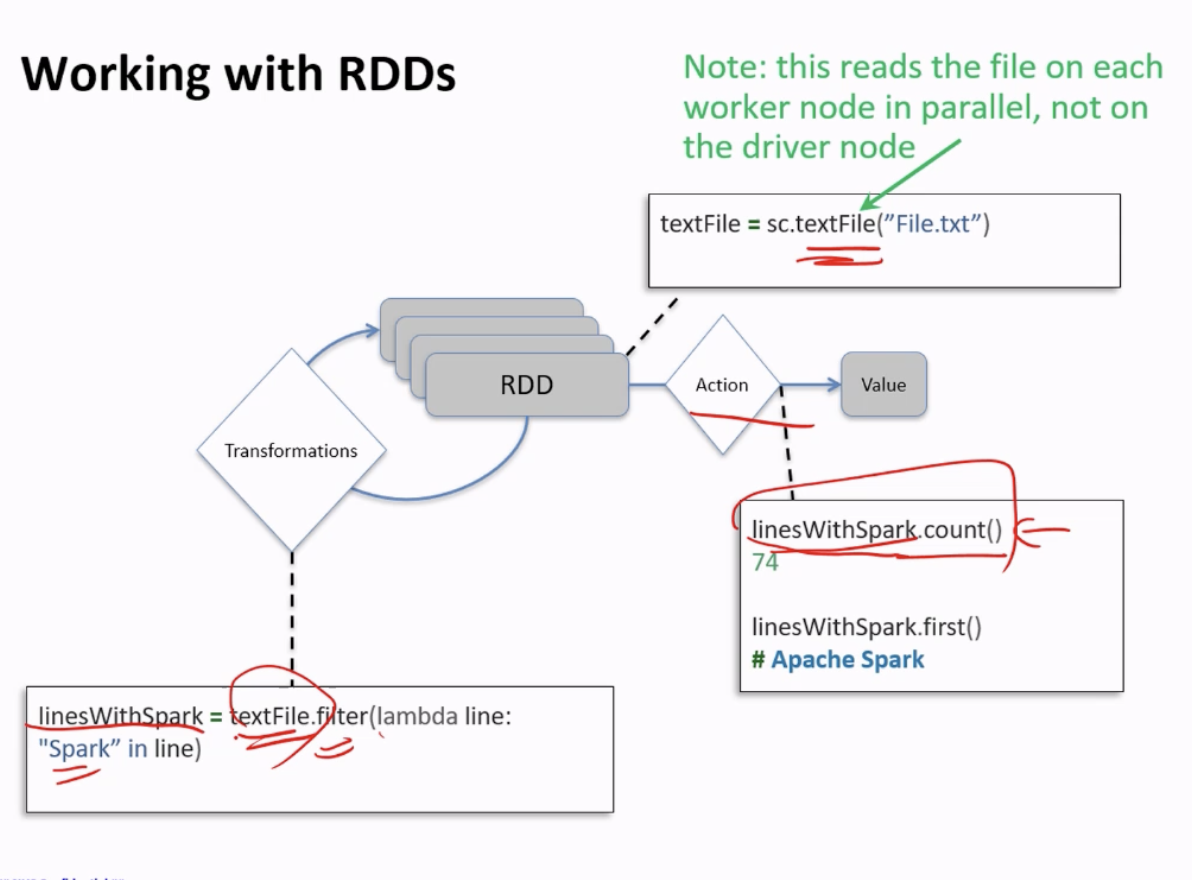 Working with RDDs
Note: this reads the file on each
worker node in parallel, not on
the driver node
textFile = sc.textFile(”File.txt”)
RDD
Action
Value
Transformations
linesWithSpark.count()
74
linesWithSpark.first()
# Apache Spark
linesWithSpark = textFile.filter(lambda line:
"Spark” in line)